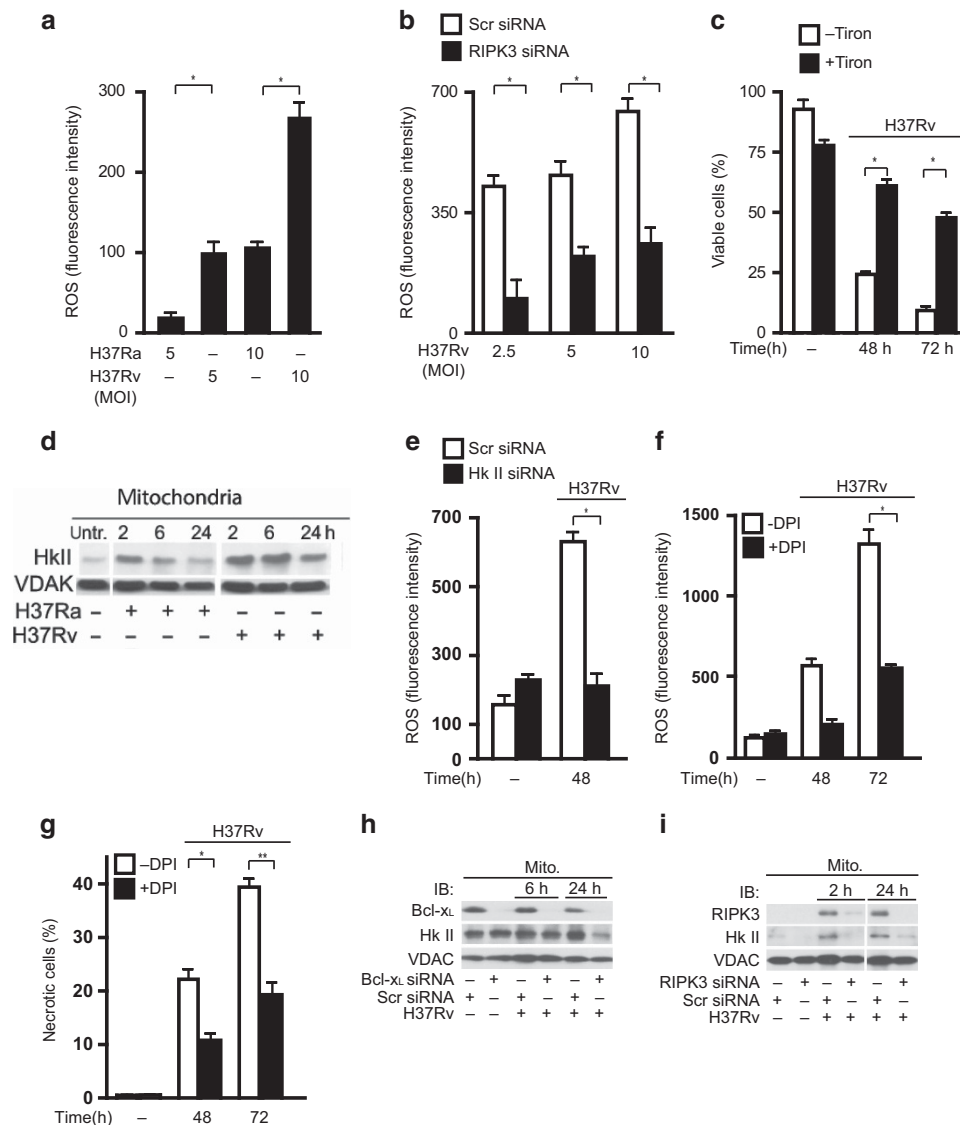 a
*
*
300
200
100
0
ROS (fluorescence intensity)
H37Ra 5 – 10 –
H37Rv – 5 – 10
(MOI)
b
Scr siRNA
RIPK3 siRNA
*
*
*
700
350
0
ROS (fluorescence intensity)
H37Rv 2.5 5 10
(MOI)
c
–Tiron
+Tiron
H37Rv
*
*
100
75
50
25
0
Viable cells (%)
Time(h) – 48 h 72 h
d
Mitochondria
Untr. 2 6 24 2 6 24 h
HkII
VDAK
H37Ra – + + + – – –
H37Rv – – – – + + +
e
Scr siRNA
Hk II siRNA
H37Rv
*
700
500
300
100
0
ROS (fluorescence intensity)
Time(h) – 48
f
H37Rv
-DPI
+DPI
*
1500
1000
500
0
ROS (fluorescence intensity)
Time(h) – 48 72
g
H37Rv
–DPI
+DPI
*
**
40
30
20
10
0
Necrotic cells (%)
Time(h) – 48 72
h
Mito.
IB: 6 h 24 h
Bcl-xL
Hk II
VDAC
Bcl-xL siRNA – + – + – +
Scr siRNA + – + – + –
H37Rv – – + + + +
i
Mito.
IB: 2 h 24 h
RIPK3
Hk II
VDAC
RIPK3 siRNA – + – + – +
Scr siRNA + – + – + –
H37Rv – – + + + +